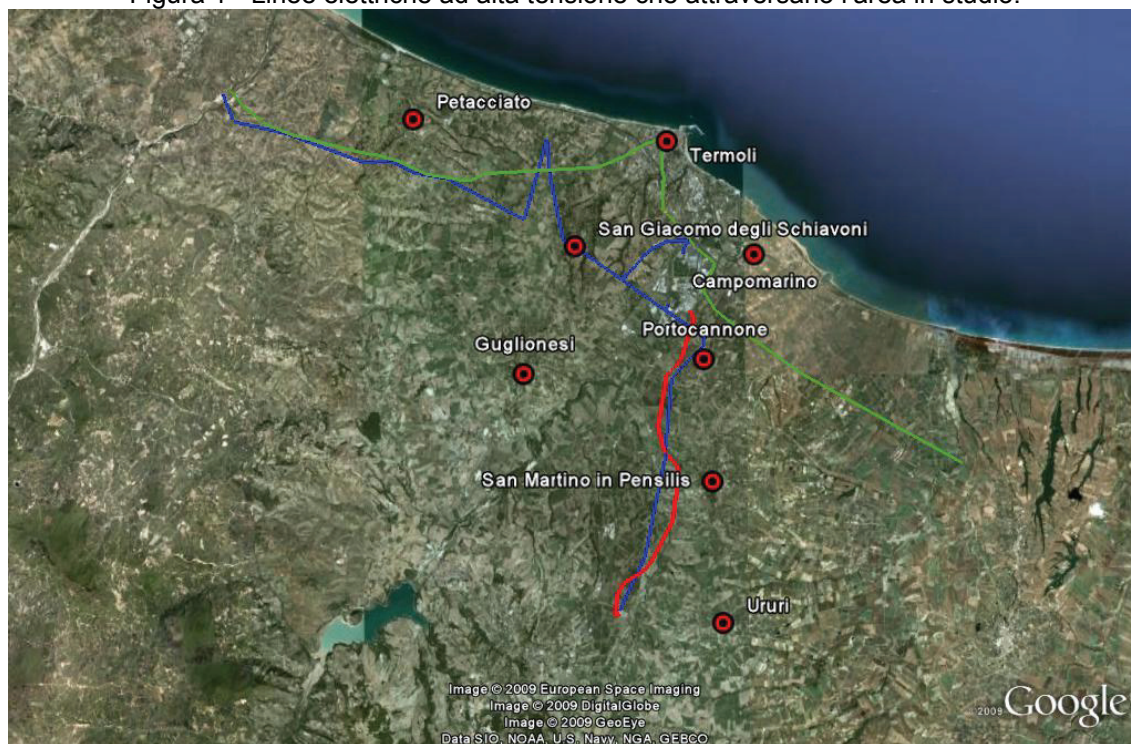 Figura 1 - Linee elettriche ad alta tensione che attraversano l'area in studio.
Petacciato
Termoli
San Giacomo degli Schiavoni
Campomarino
Portocannone
Guglionesi
San Martino in Pensilis
Ururi
Image © 2009 European Space Imaging
Image © 2009 DigitalGlobe
Image © 2009 GeoEye
Data SIO, NOAA, U.S. Navy, NGA, GEBCO
2009 Google